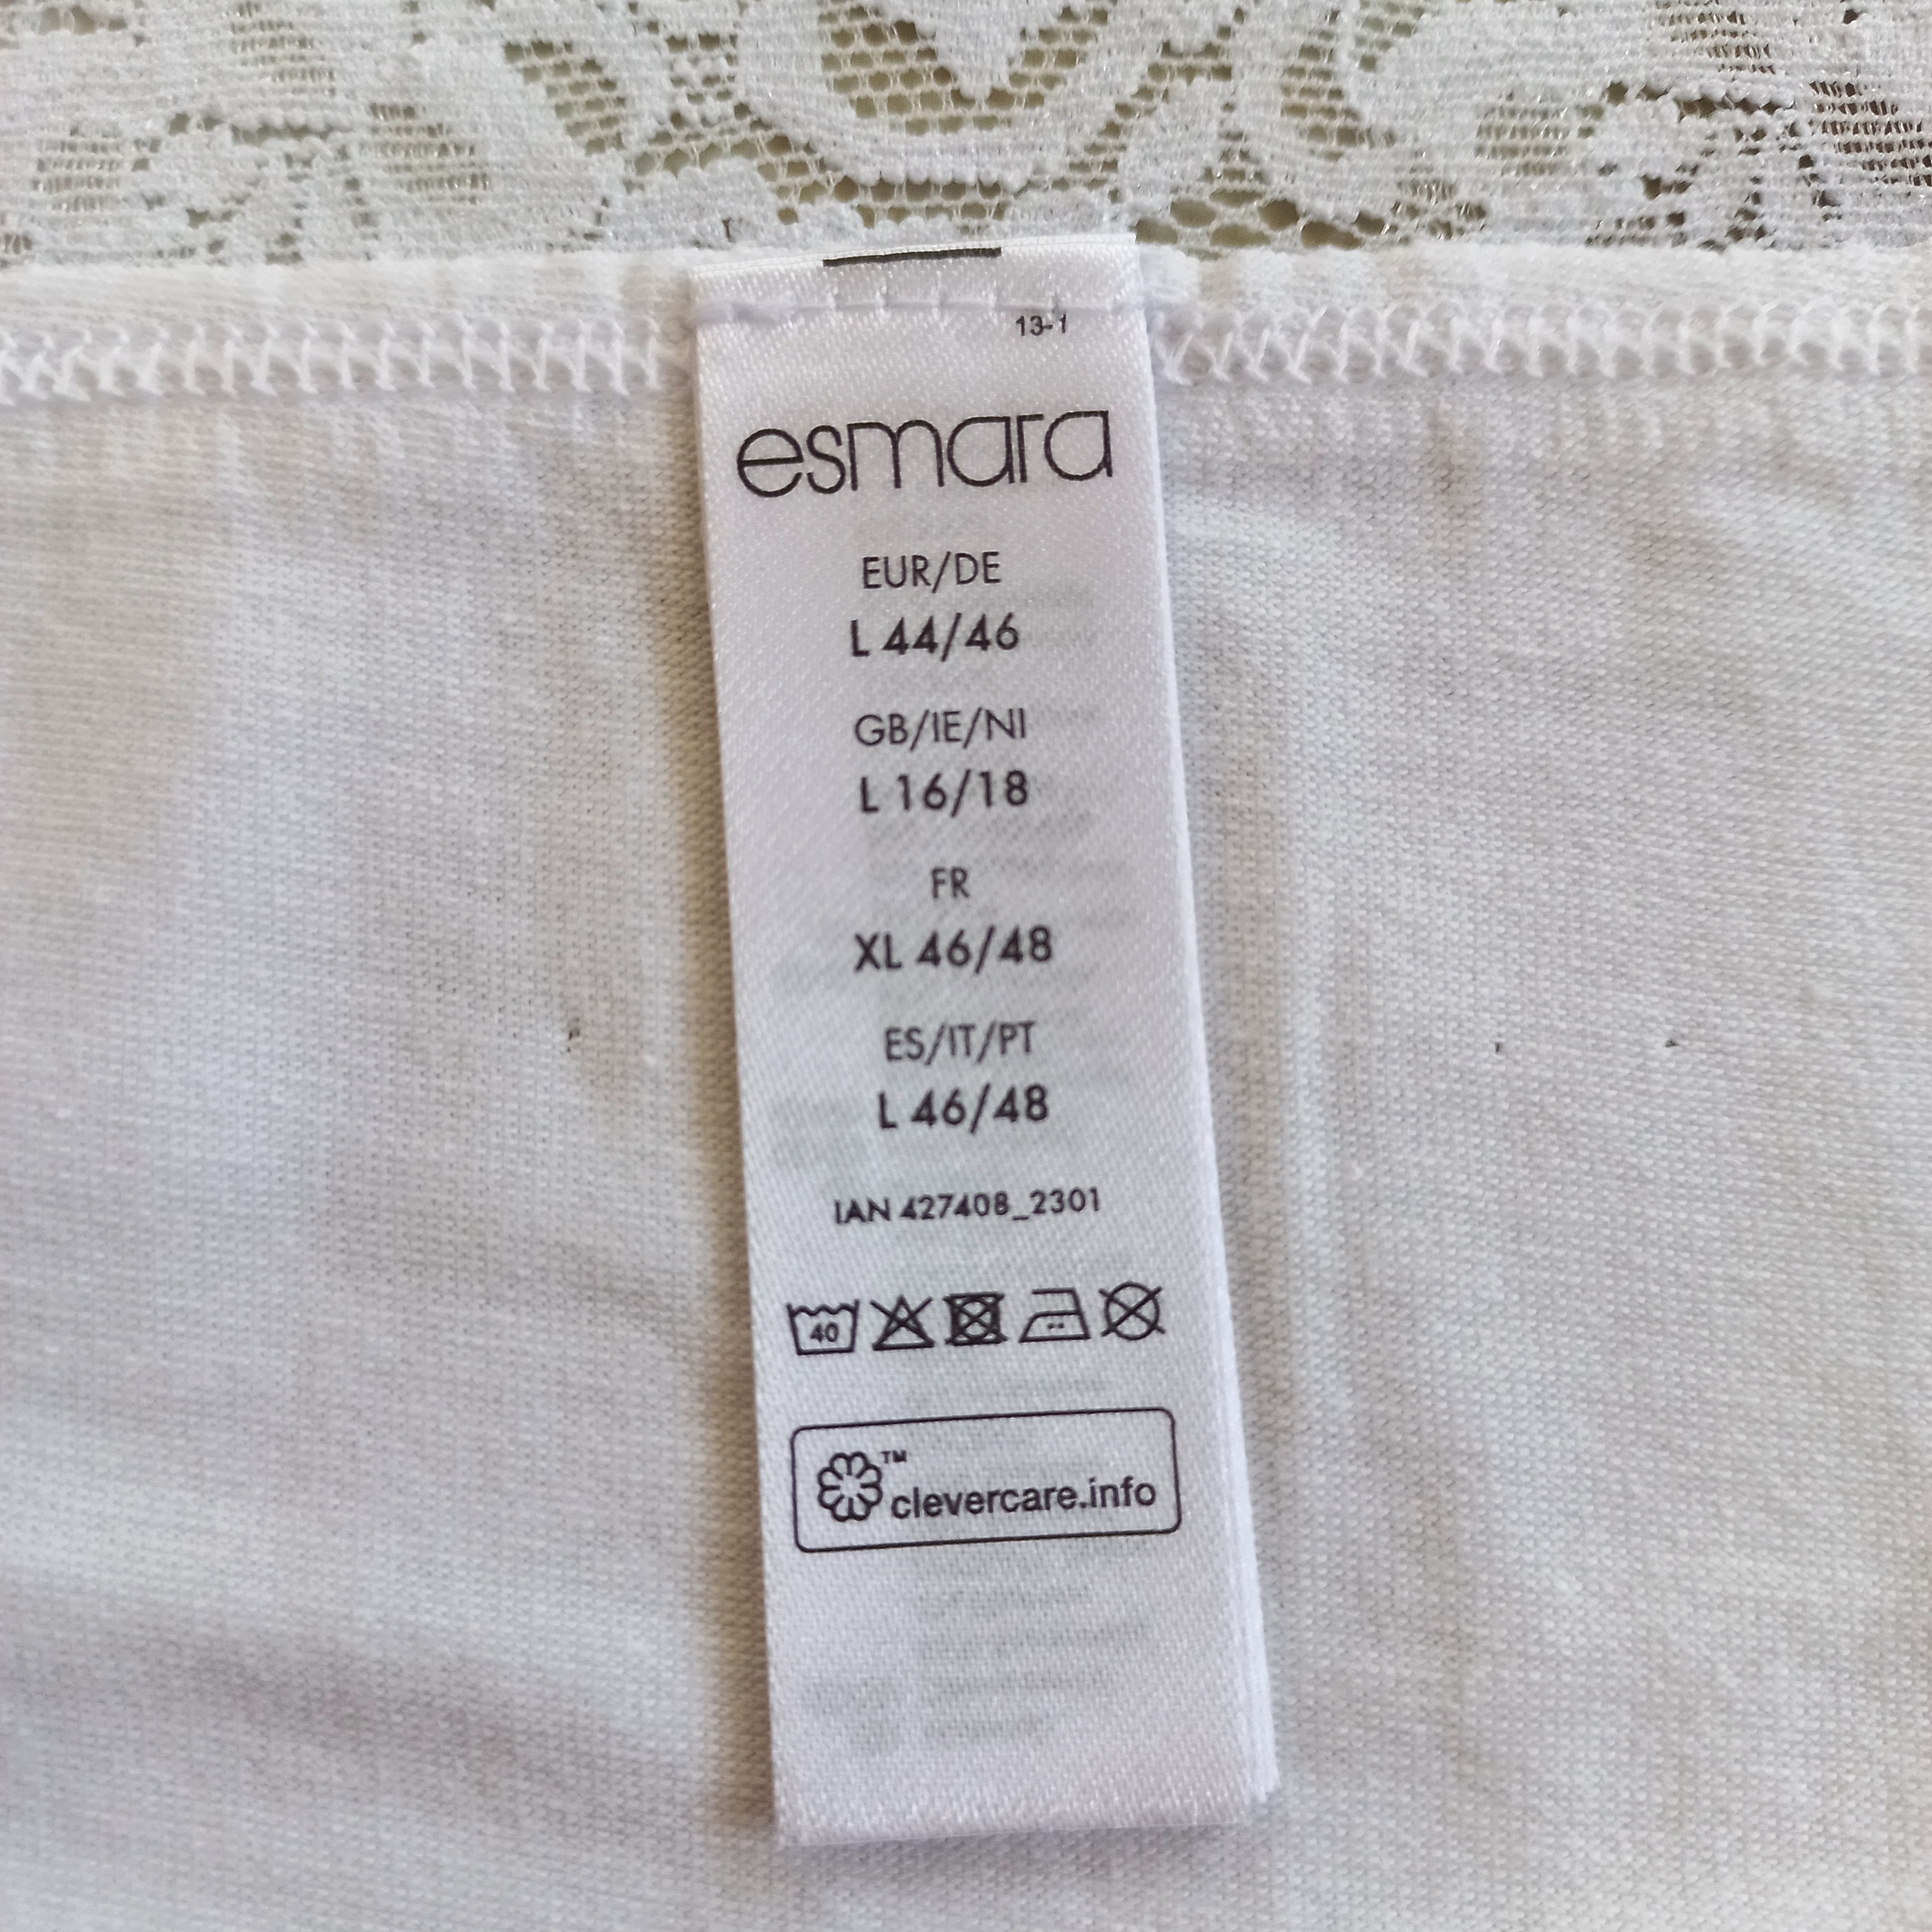 13-1
esmara
EUR/DE
L 44/46
GB/IE/NI
L 16/18
FR
XL 46/48
ES/IT/PT
L 46/48
IAN 427408_2301
40
™
clevercare.info